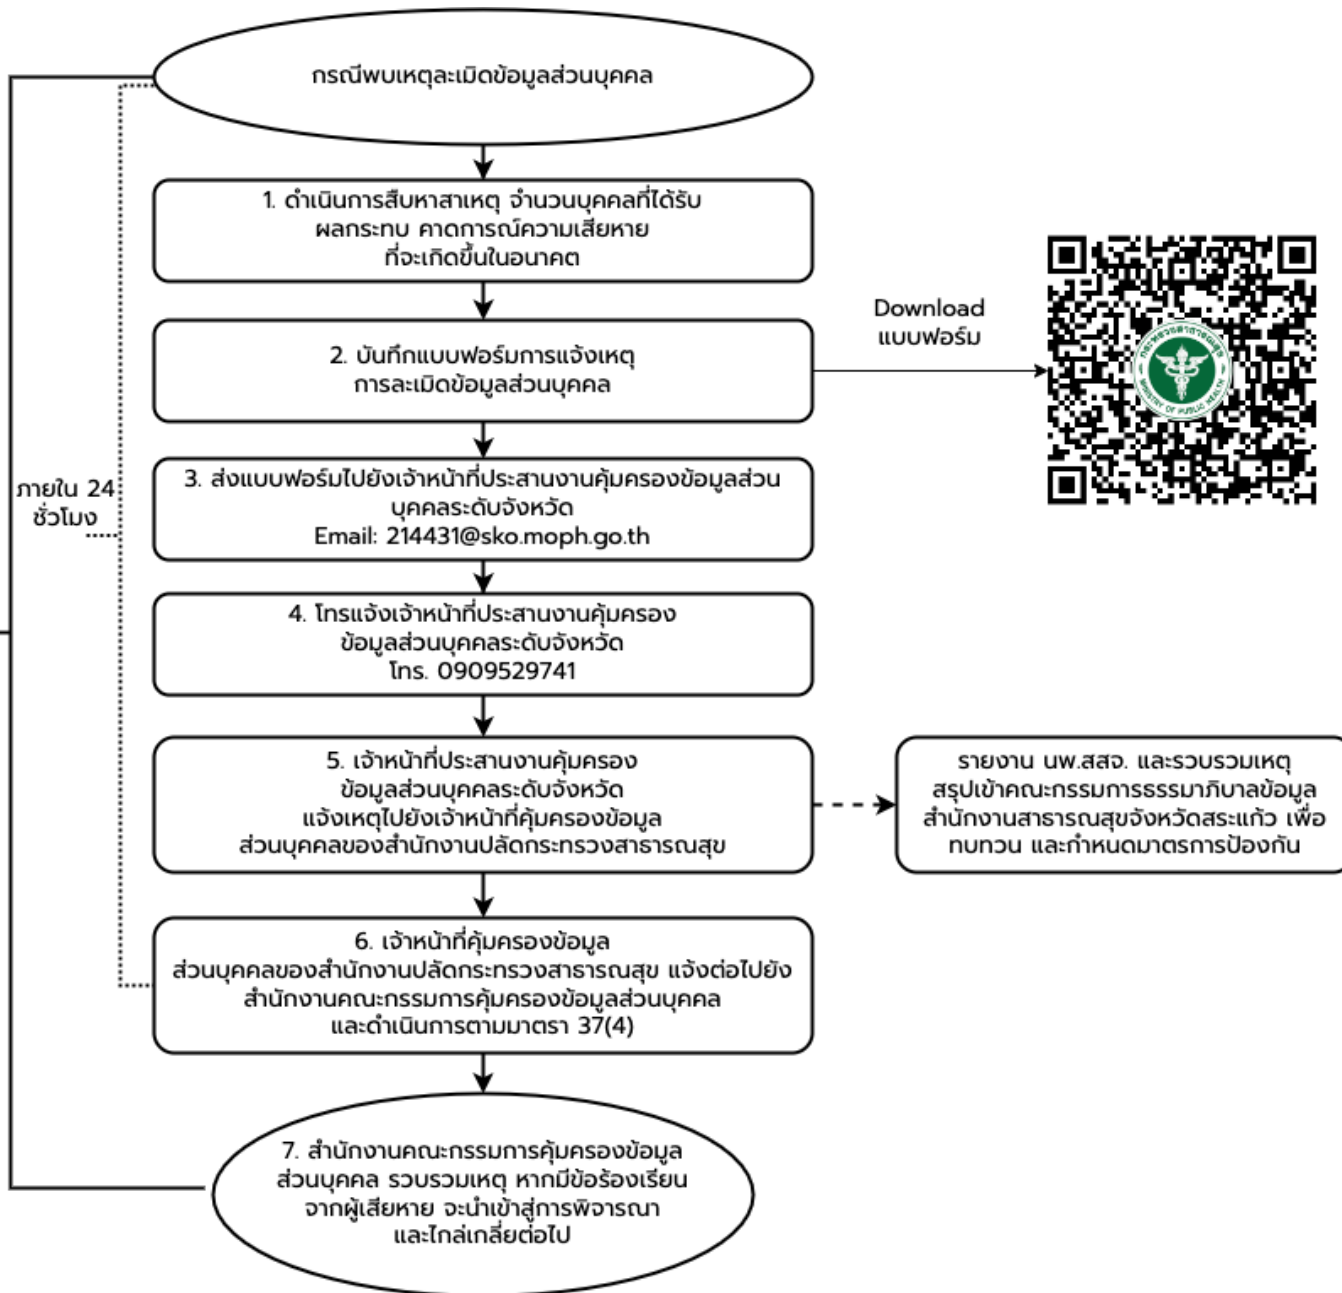 กรณีพบเหตุละเมิดข้อมูลส่วนบุคคล
1. ดำเนินการสืบหาสาเหตุ จำนวนบุคคลที่ได้รับ
ผลกระทบ คาดการณ์ความเสียหาย
ที่จะเกิดขึ้นในอนาคต
Download
แบบฟอร์ม
2. บันทึกแบบฟอร์มการแจ้งเหตุ
การละเมิดข้อมูลส่วนบุคคล
กระทรวงสาธารณสุข
MINISTRY OF PUBLIC HEALTH
ภายใน 24
ชั่วโมง
3. ส่งแบบฟอร์มไปยังเจ้าหน้าที่ประสานงานคุ้มครองข้อมูลส่วน
บุคคลระดับจังหวัด
Email: 214431@sko.moph.go.th
4. โทรแจ้งเจ้าหน้าที่ประสานงานคุ้มครอง
ข้อมูลส่วนบุคคลระดับจังหวัด
โทร. 0909529741
5. เจ้าหน้าที่ประสานงานคุ้มครอง
ข้อมูลส่วนบุคคลระดับจังหวัด
แจ้งเหตุไปยังเจ้าหน้าที่คุ้มครองข้อมูล
ส่วนบุคคลของสำนักงานปลัดกระทรวงสาธารณสุข
รายงาน นพ.สสจ. และรวบรวมเหตุ
สรุปเข้าคณะกรรมการธรรมาภิบาลข้อมูล
สำนักงานสาธารณสุขจังหวัดสระแก้ว เพื่อ
ทบทวน และกำหนดมาตรการป้องกัน
6. เจ้าหน้าที่คุ้มครองข้อมูล
ส่วนบุคคลของสำนักงานปลัดกระทรวงสาธารณสุข แจ้งต่อไปยัง
สำนักงานคณะกรรมการคุ้มครองข้อมูลส่วนบุคคล
และดำเนินการตามมาตรา 37(4)
7. สำนักงานคณะกรรมการคุ้มครองข้อมูล
ส่วนบุคคล รวบรวมเหตุ หากมีข้อร้องเรียน
จากผู้เสียหาย จะนำเข้าสู่การพิจารณา
และไกล่เกลี่ยต่อไป